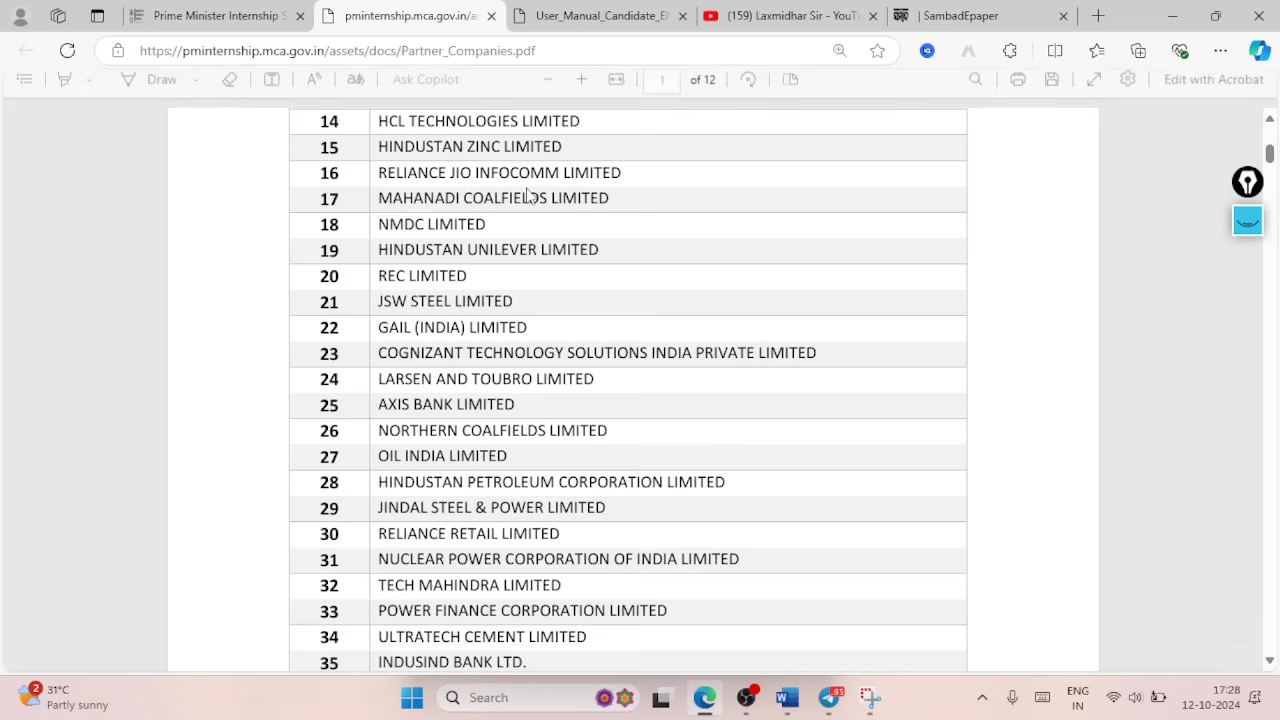 Prime Minister Internship S
pminternship.mca.gov.in/as
User_Manual_Candidate_E
(159) Laxmidhar Sir - YouT
| SambadEpaper
https://pminternship.mca.gov.in/assets/docs/Partner_Companies.pdf
Draw
Ask Copilot
1 of 12
Edit with Acrobat
14 HCL TECHNOLOGIES LIMITED
15 HINDUSTAN ZINC LIMITED
16 RELIANCE JIO INFOCOMM LIMITED
17 MAHANADI COALFIELDS LIMITED
18 NMDC LIMITED
19 HINDUSTAN UNILEVER LIMITED
20 REC LIMITED
21 JSW STEEL LIMITED
22 GAIL (INDIA) LIMITED
23 COGNIZANT TECHNOLOGY SOLUTIONS INDIA PRIVATE LIMITED
24 LARSEN AND TOUBRO LIMITED
25 AXIS BANK LIMITED
26 NORTHERN COALFIELDS LIMITED
27 OIL INDIA LIMITED
28 HINDUSTAN PETROLEUM CORPORATION LIMITED
29 JINDAL STEEL & POWER LIMITED
30 RELIANCE RETAIL LIMITED
31 NUCLEAR POWER CORPORATION OF INDIA LIMITED
32 TECH MAHINDRA LIMITED
33 POWER FINANCE CORPORATION LIMITED
34 ULTRATECH CEMENT LIMITED
35 INDUSIND BANK LTD.
2
31°C
Partly sunny
Search
95
ENG
IN
17:28
12-10-2024